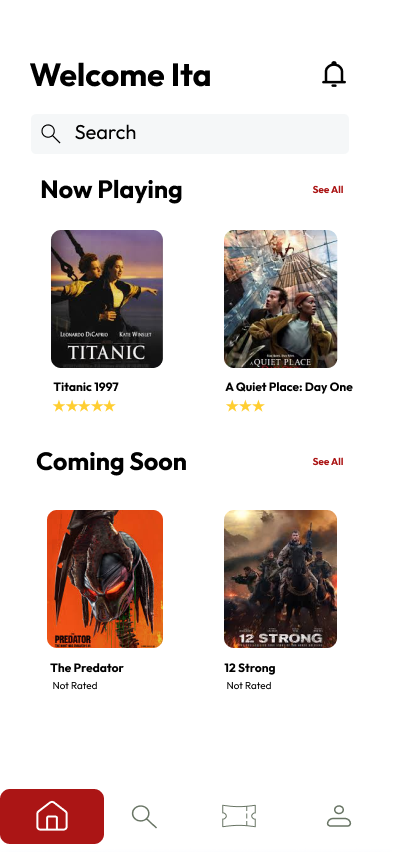 Welcome Ita
Search
Now Playing
See All
LEONARDO DICAPRIO KATE WINSLET
TITANIC
A QUIET PLACE
Titanic 1997
A Quiet Place: Day One
Coming Soon
See All
PREDATOR
12 STRONG
The Predator
12 Strong
Not Rated
Not Rated